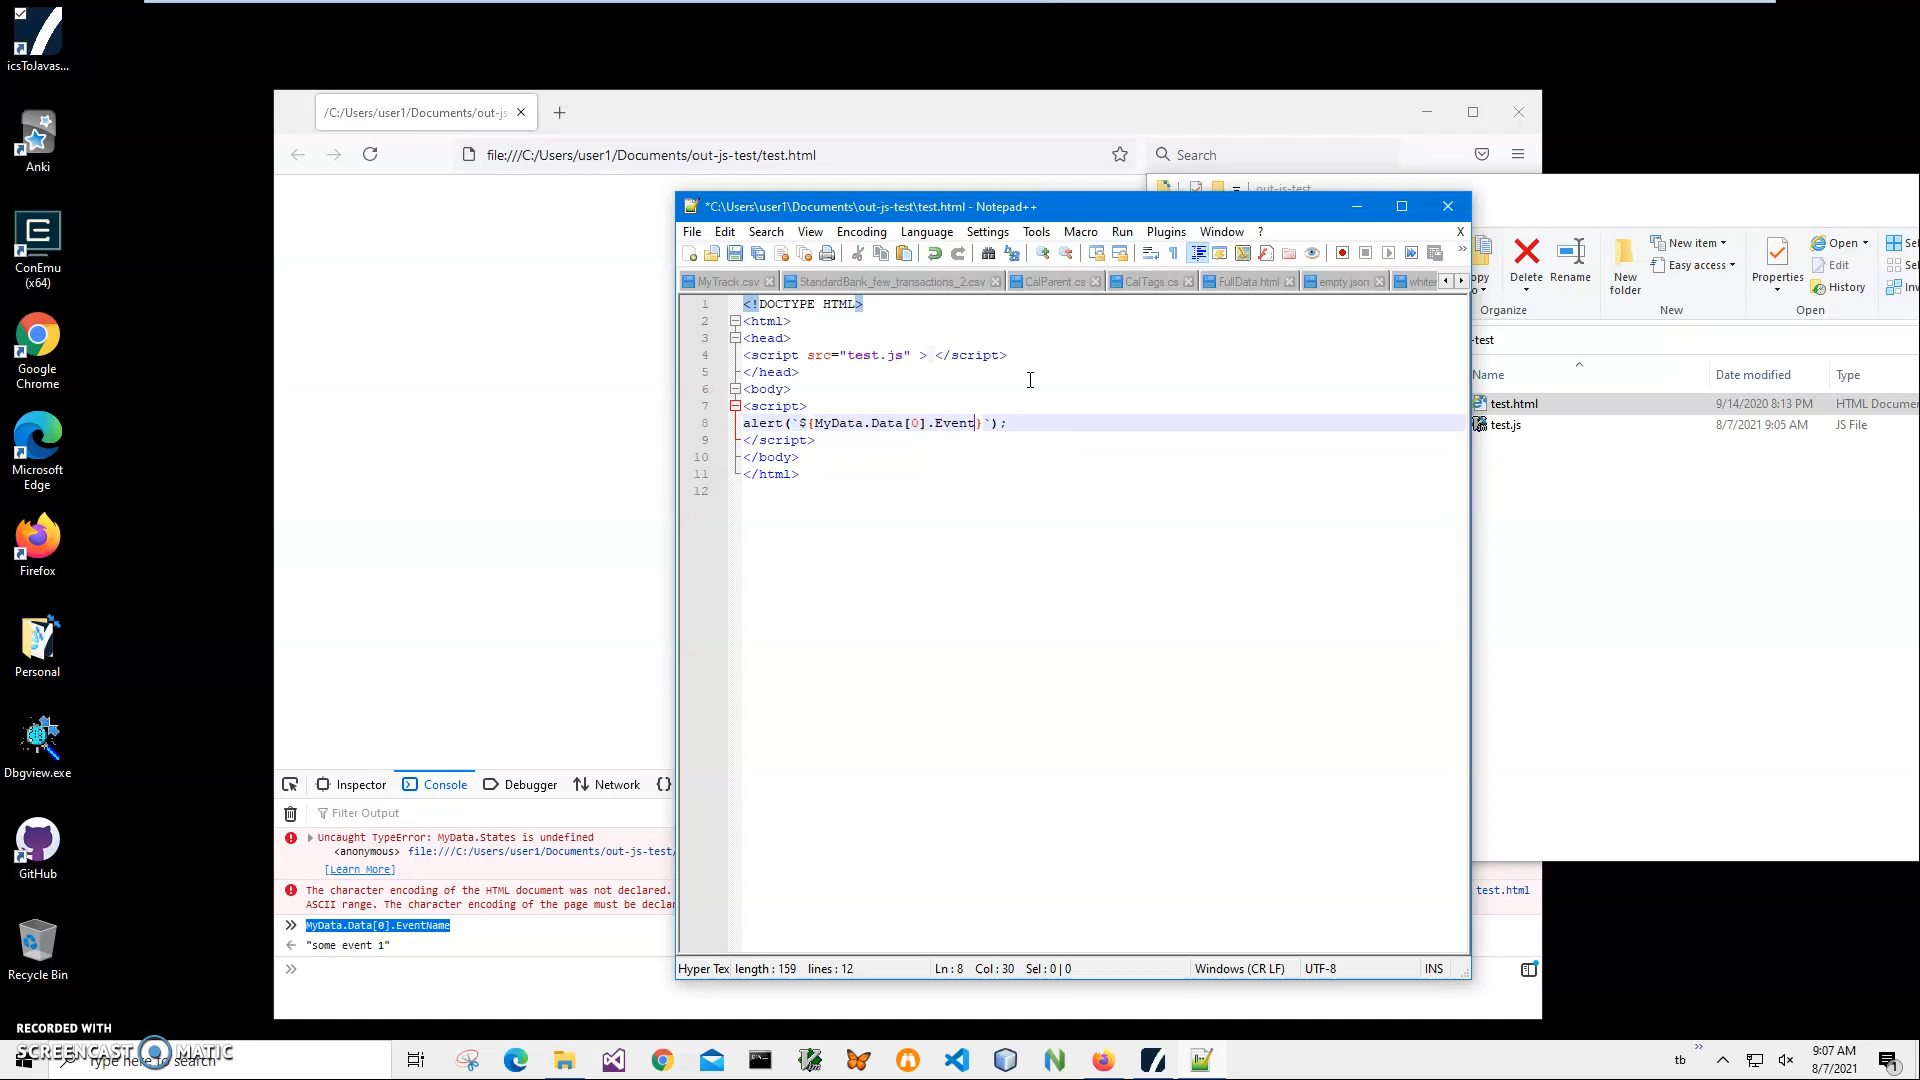 icsToJavas...
Anki
ConEmu
(x64)
Google
Chrome
Microsoft
Edge
Firefox
Personal
Dbgview.exe
GitHub
Recycle Bin
/C:/Users/user1/Documents/out-js-
file:///C:/Users/user1/Documents/out-js-test/test.html
Search
out-js-test
*C:\Users\user1\Documents\out-js-test\test.html - Notepad++
File Edit Search View Encoding Language Settings Tools Macro Run Plugins Window ? X
MyTrack.csv StandardBank_few_transactions_2.csv CalParent.cs CalTags.cs FullData.html empty.json
1 <!DOCTYPE HTML>
2 <html>
3 <head>
4 <script src="test.js" > </script>
5 </head>
6 <body>
7 <script>
8 alert(`${MyData.Data[0].Event}`);
9 </script>
10 </body>
11 </html>
12
Hyper Tex length : 159 lines : 12 Ln : 8 Col : 30 Sel : 0 | 0 Windows (CR LF) UTF-8 INS
Delete Rename
New
folder
New item
Easy access
Properties
Open
Edit
History
Organize New Open
-test
Name Date modified Type
test.html 9/14/2020 8:13 PM HTML Documen
test.js 8/7/2021 9:05 AM JS File
Inspector Console Debugger Network {}
Filter Output
Uncaught TypeError: MyData.States is undefined
<anonymous> file:///C:/Users/user1/Documents/out-js-test/
[Learn More]
The character encoding of the HTML document was not declared.
ASCII range. The character encoding of the page must be declar
test.html
MyData.Data[0].EventName
"some event 1"
RECORDED WITH
SCREENCAST MATIC
Type here to search
tb
9:07 AM
8/7/2021
1